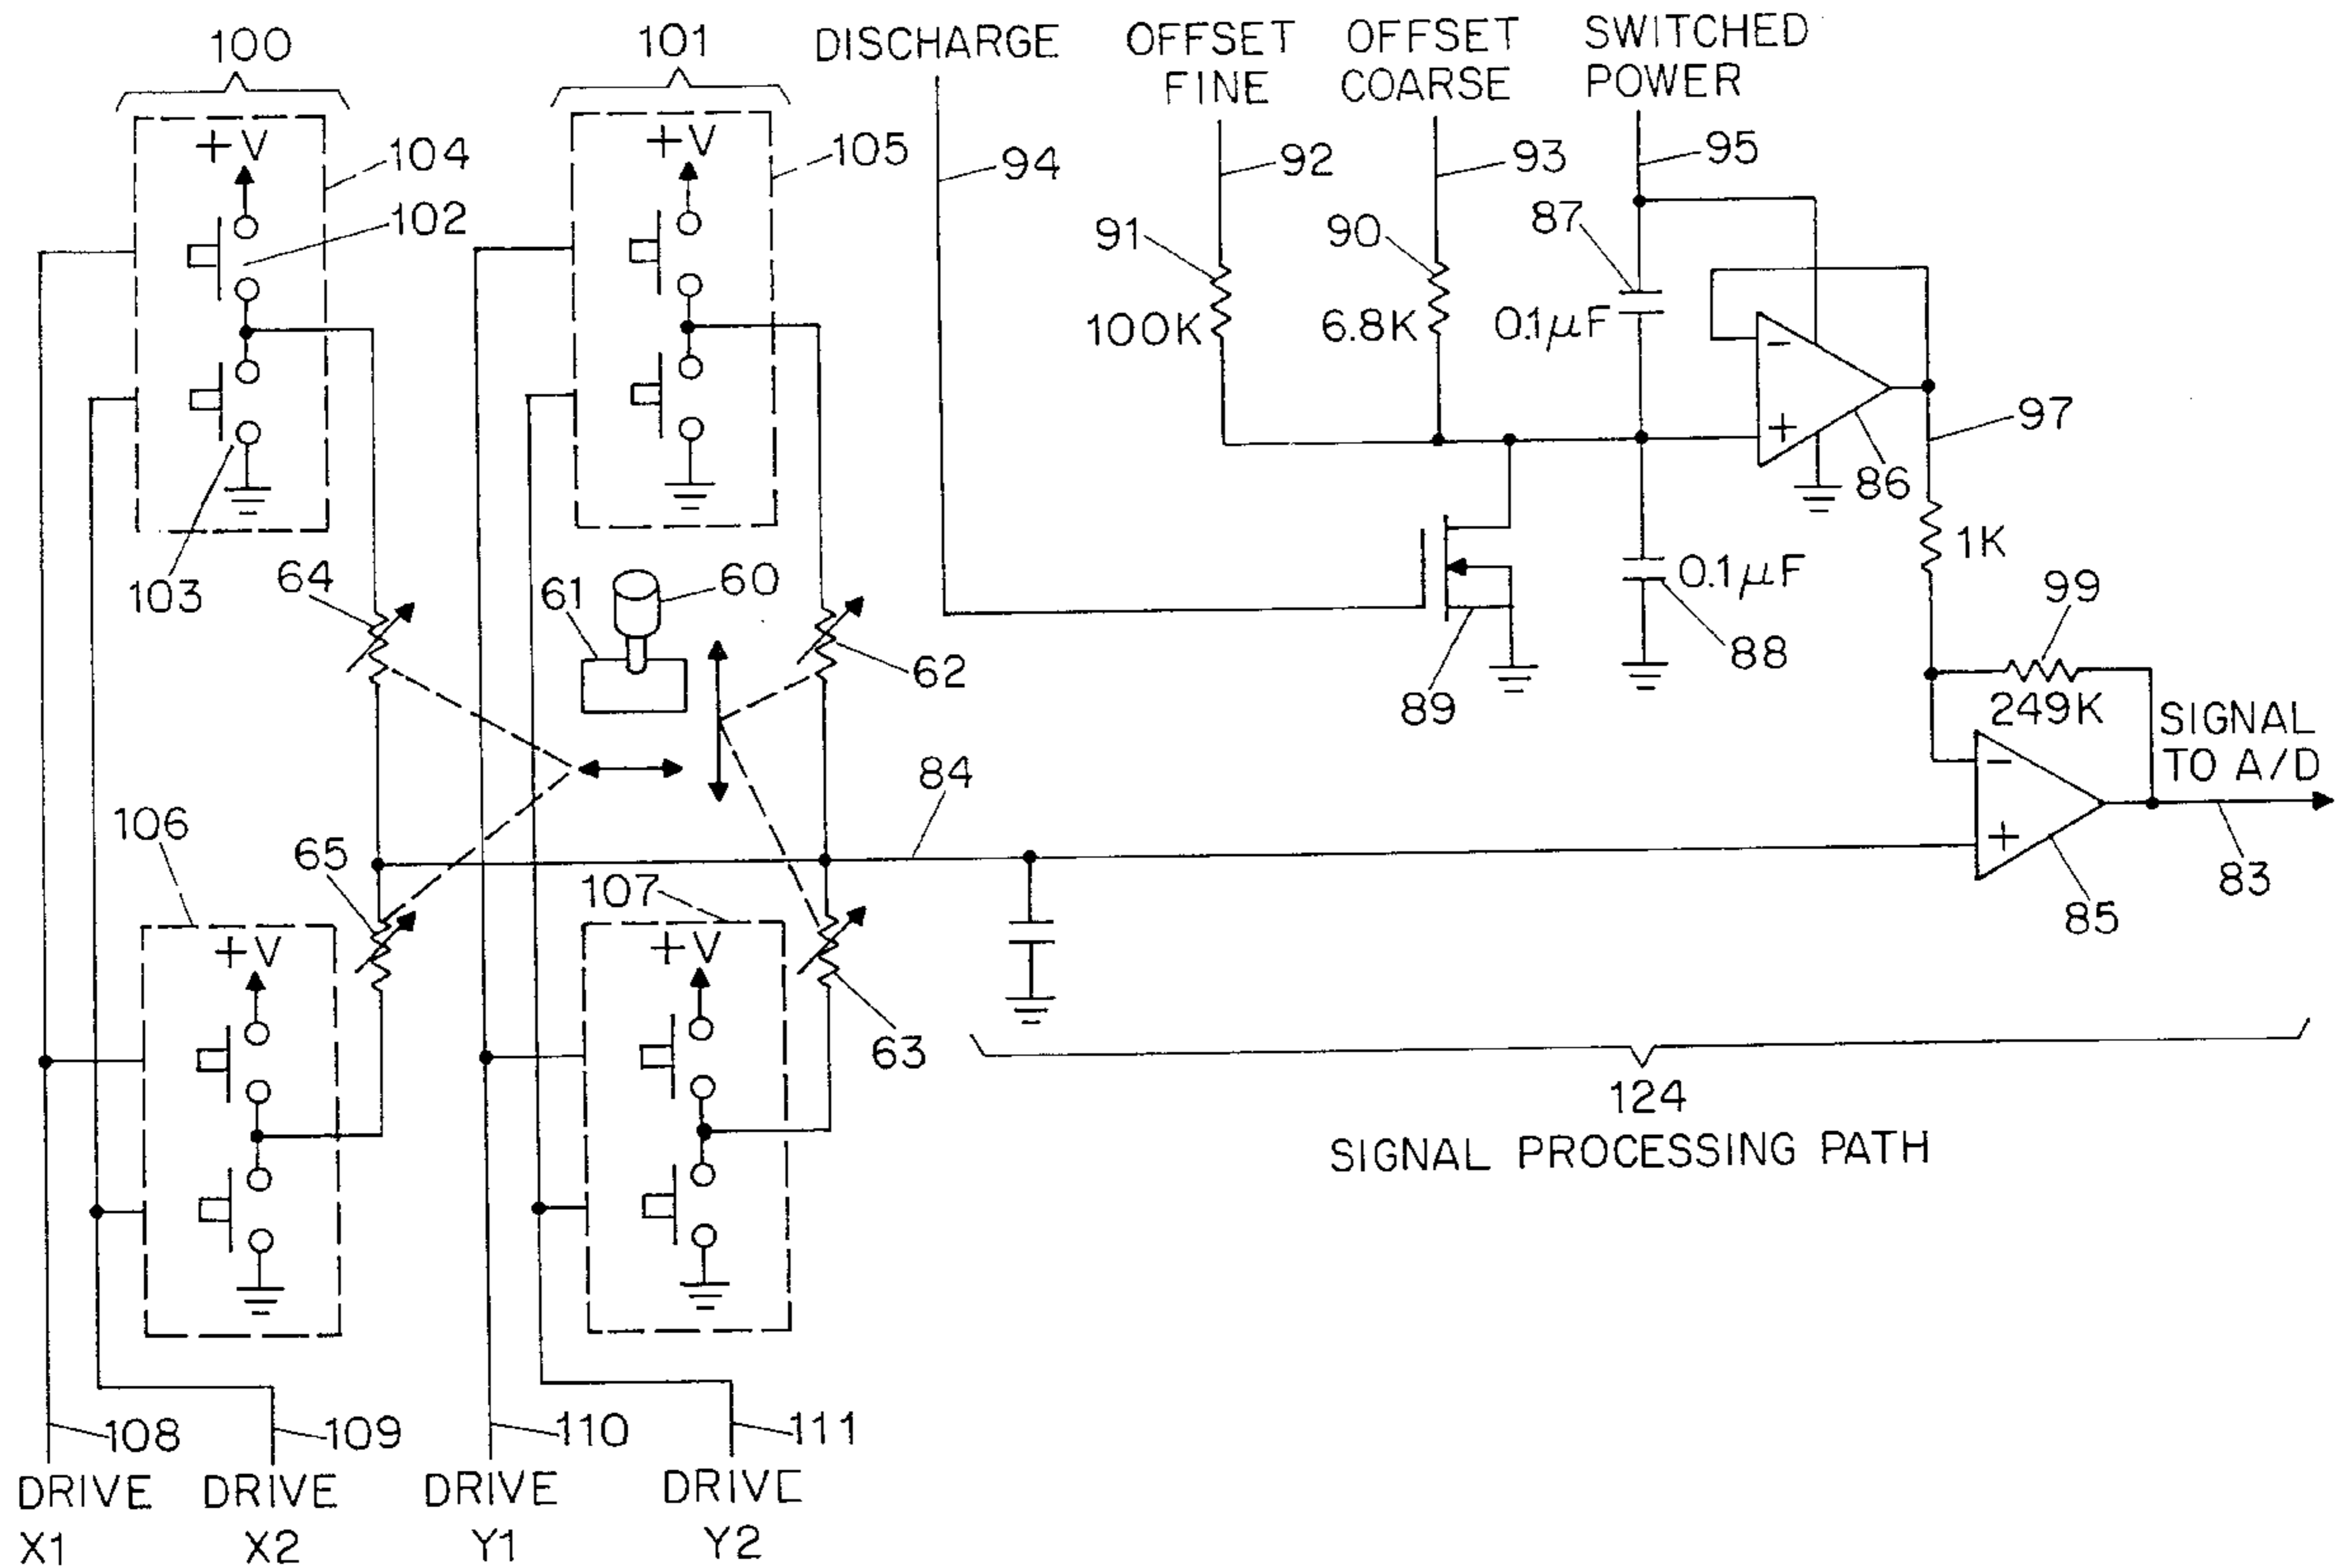 100
101
DISCHARGE
OFFSET
FINE
OFFSET
COARSE
SWITCHED
POWER
+V
104
102
103
+V
105
94
92
93
95
91
100K
90
6.8K
87
0.1μF
−
+
86
97
1K
0.1μF
88
89
99
249K
64
61
60
62
84
SIGNAL
TO A/D
−
+
85
83
106
65
107
+V
+V
63
124
SIGNAL PROCESSING PATH
108
109
110
111
DRIVE
X1
DRIVE
X2
DRIVE
Y1
DRIVE
Y2